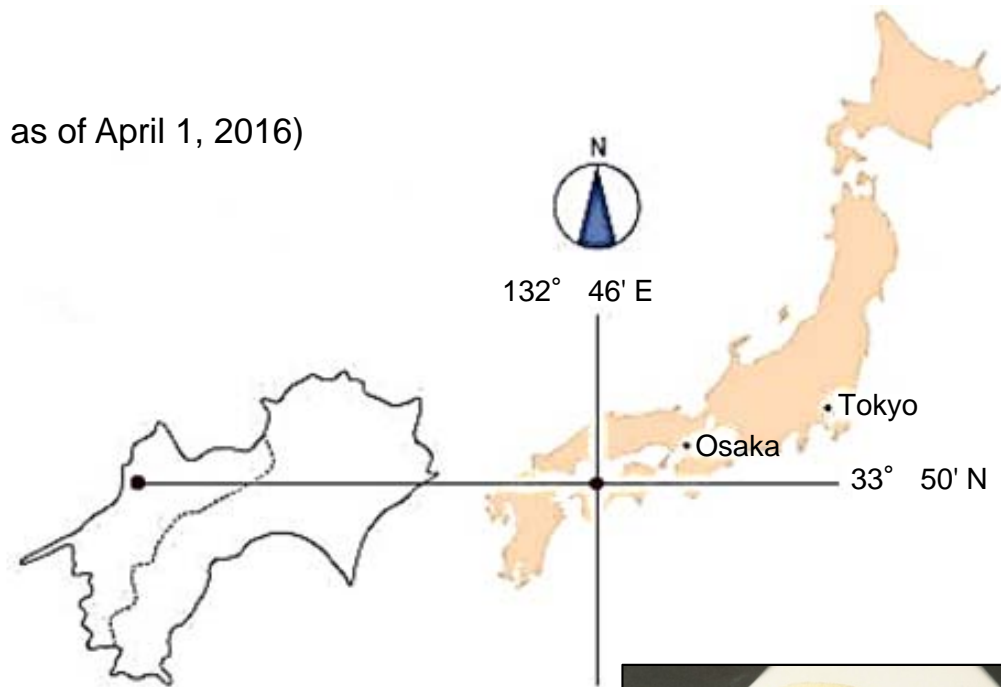 as of April 1, 2016)
N
132° 46' E
Tokyo
Osaka
33° 50' N